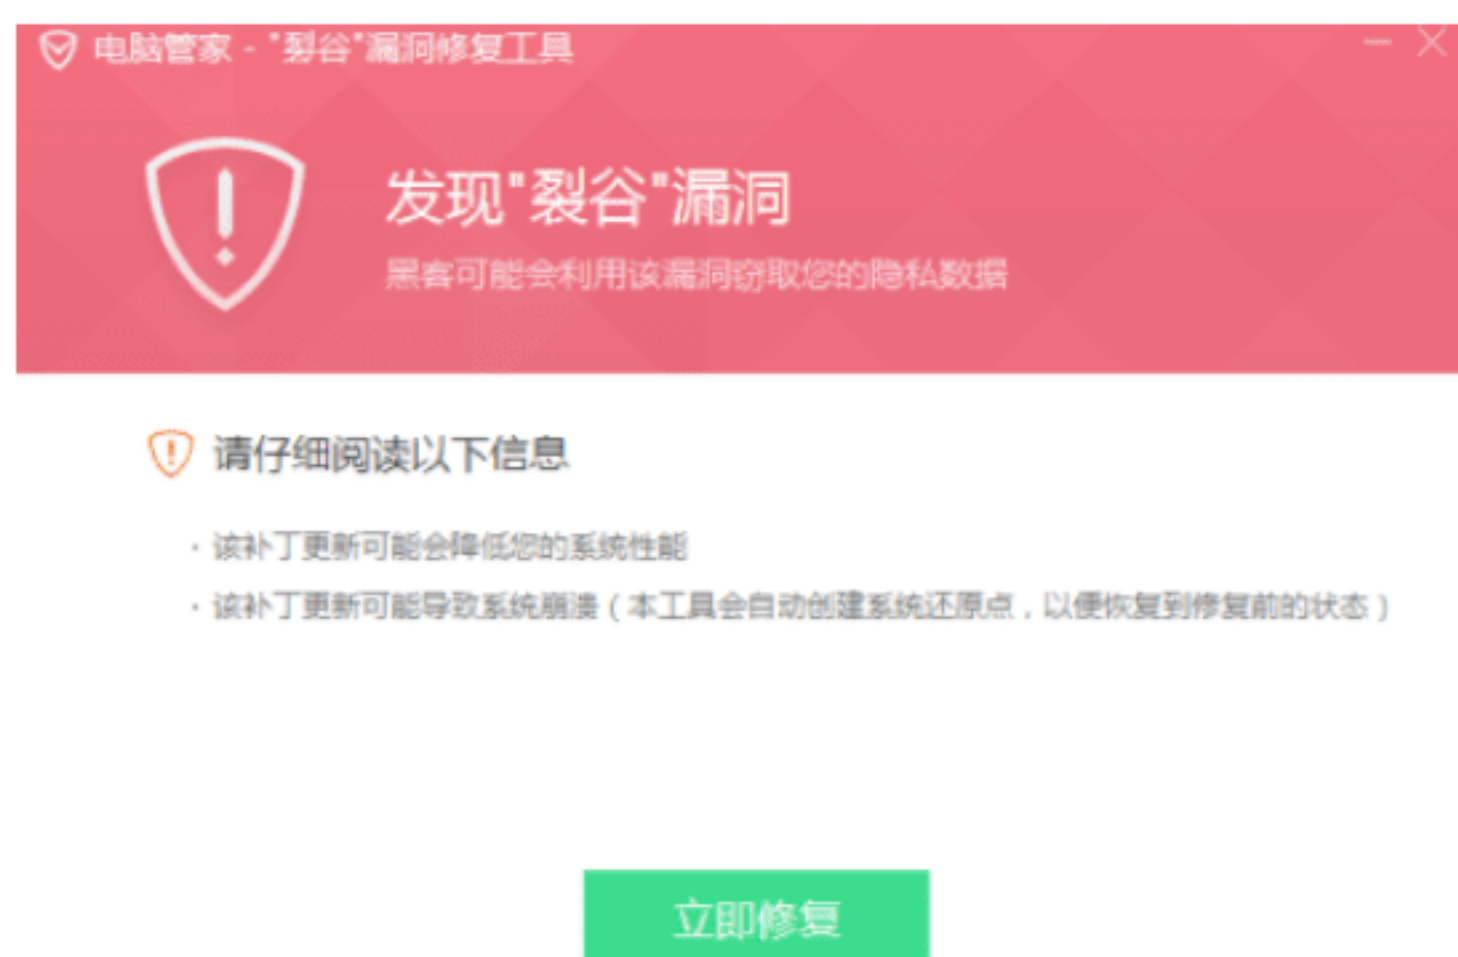 电脑管家 - "裂谷"漏洞修复工具
发现"裂谷"漏洞
黑客可能会利用该漏洞窃取您的隐私数据
请仔细阅读以下信息
· 该补丁更新可能会降低您的系统性能
· 该补丁更新可能导致系统崩溃（本工具会自动创建系统还原点，以便恢复到修复前的状态）
立即修复